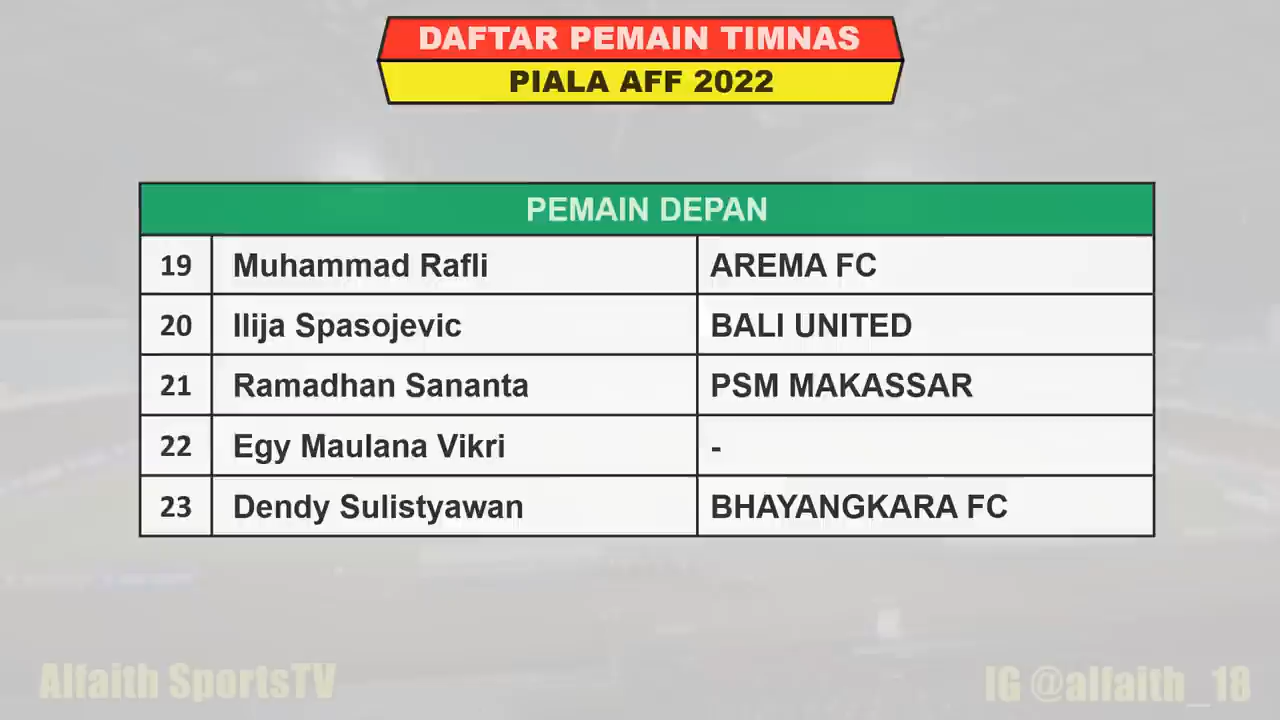 DAFTAR PEMAIN TIMNAS
PIALA AFF 2022
PEMAIN DEPAN
19 Muhammad Rafli AREMA FC
20 Ilija Spasojevic BALI UNITED
21 Ramadhan Sananta PSM MAKASSAR
22 Egy Maulana Vikri -
23 Dendy Sulistyawan BHAYANGKARA FC
Alfaith SportsTV IG @alfaith_18